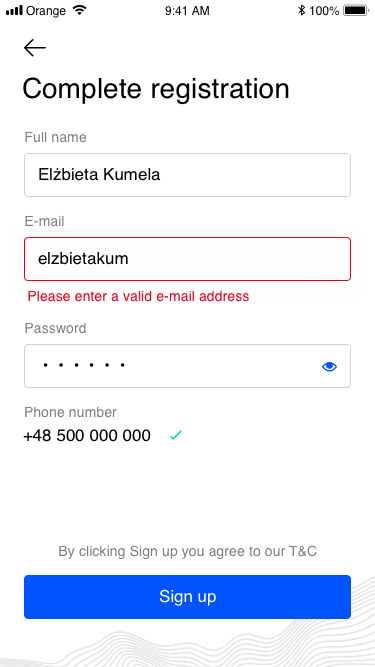 Orange 9:41 AM 100%
Complete registration
Full name
Elżbieta Kumela
E-mail
elzbietakum
Please enter a valid e-mail address
Password
Phone number
+48 500 000 000
By clicking Sign up you agree to our T&C
Sign up